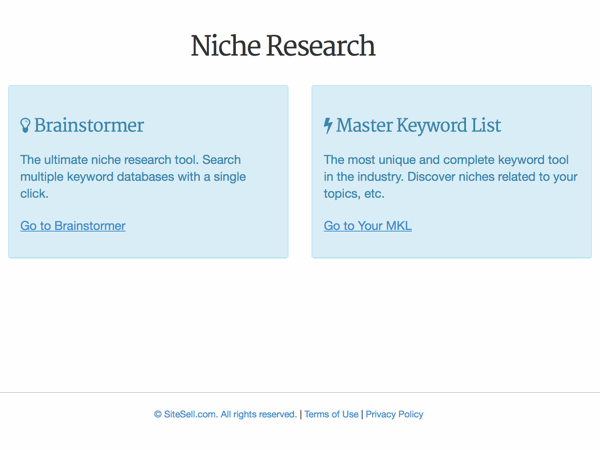 Niche Research
Brainstormer
The ultimate niche research tool. Search
multiple keyword databases with a single
click.
Go to Brainstormer
Master Keyword List
The most unique and complete keyword tool
in the industry. Discover niches related to your
topics, etc.
Go to Your MKL
© SiteSell.com. All rights reserved. | Terms of Use | Privacy Policy